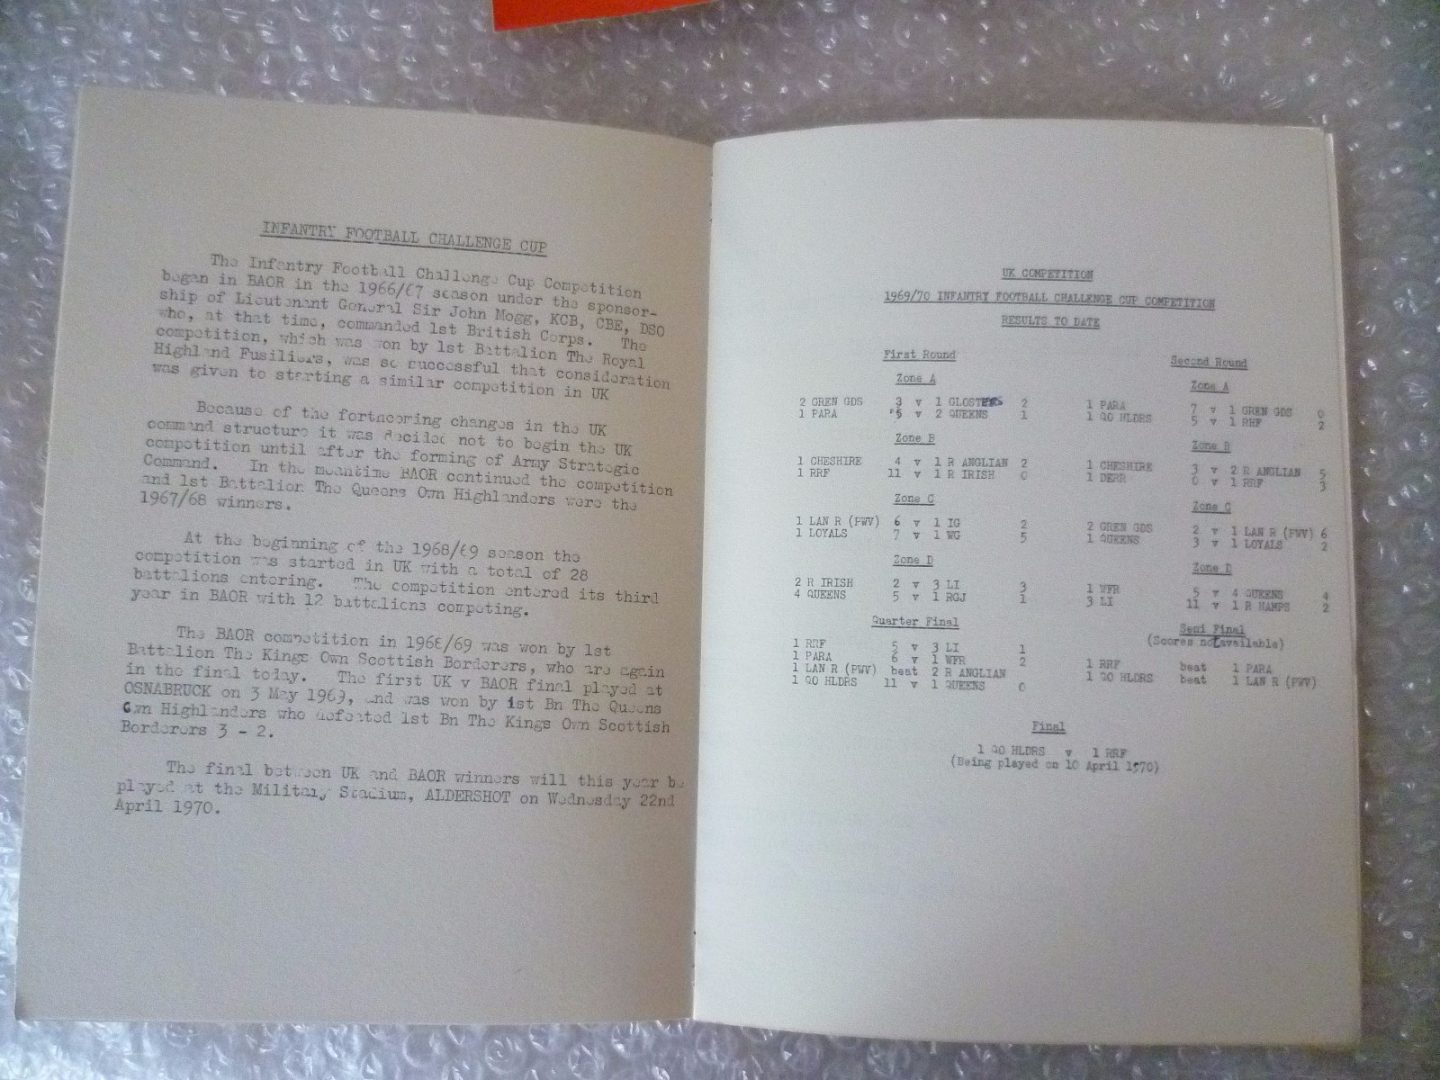 INFANTRY FOOTBALL CHALLENGE CUP
The Infantry Football Challenge Cup Competition
began in BAOR in the 1966/67 season under the sponsor-
ship of Lieutenant General Sir John Mogg, KCB, CBE, DSO
who, at that time, commanded 1st British Corps. The
competition, which was won by 1st Battalion The Royal
Highland Fusiliers, was so successful that consideration
was given to starting a similar competition in UK
Because of the forthcoming changes in the UK
command structure it was decided not to begin the UK
competition until after the forming of Army Strategic
Command. In the meantime BAOR continued the competition
and 1st Battalion The Queens Own Highlanders were the
1967/68 winners.
At the beginning of the 1968/69 season the
competition was started in UK with a total of 28
battalions entering. The competition entered its third
year in BAOR with 12 battalions competing.
The BAOR competition in 1968/69 was won by 1st
Battalion The Kings Own Scottish Borderers, who are again
in the final today. The first UK v BAOR final played at
OSNABRUCK on 3 May 1969, and was won by 1st Bn The Queens
Own Highlanders who defeated 1st Bn The Kings Own Scottish
Borderers 3 - 2.
The final between UK and BAOR winners will this year be
played at the Military Stadium, ALDERSHOT on Wednesday 22nd
April 1970.
UK COMPETITION
1969/70 INFANTRY FOOTBALL CHALLENGE CUP COMPETITION
RESULTS TO DATE
First Round
Zone A
2 GREN GDS 3 v 1 GLOSTERS 2
1 PARA 5 v 2 QUEENS 1
Zone B
1 CHESHIRE 4 v 1 R ANGLIAN 2
1 RRF 11 v 1 R IRISH 0
Zone C
1 LAN R (PWV) 6 v 1 IG 2
1 LOYALS 7 v 1 WG 5
Zone D
2 R IRISH 2 v 3 LI 3
4 QUEENS 5 v 1 RGJ 1
Quarter Final
1 RRF 5 v 3 LI 1
1 PARA 6 v 1 WFR 2
1 LAN R (PWV) beat 2 R ANGLIAN
1 QO HLDRS 11 v 1 QUEENS 0
Second Round
Zone A
1 PARA 7 v 1 GREN GDS 0
1 QO HLDRS 5 v 1 RHF 2
Zone B
1 CHESHIRE 3 v 2 R ANGLIAN 5
1 DERR 0 v 1 RRF 3
Zone C
2 GREN GDS 2 v 1 LAN R (PWV) 6
1 QUEENS 3 v 1 LOYALS 2
Zone D
1 WFR 5 v 4 QUEENS 4
3 LI 11 v 1 R HAMPS 2
Semi Final
(Scores not available)
1 RRF beat 1 PARA
1 QO HLDRS beat 1 LAN R (PWV)
Final
1 QO HLDRS v 1 RRF
(Being played on 10 April 1970)